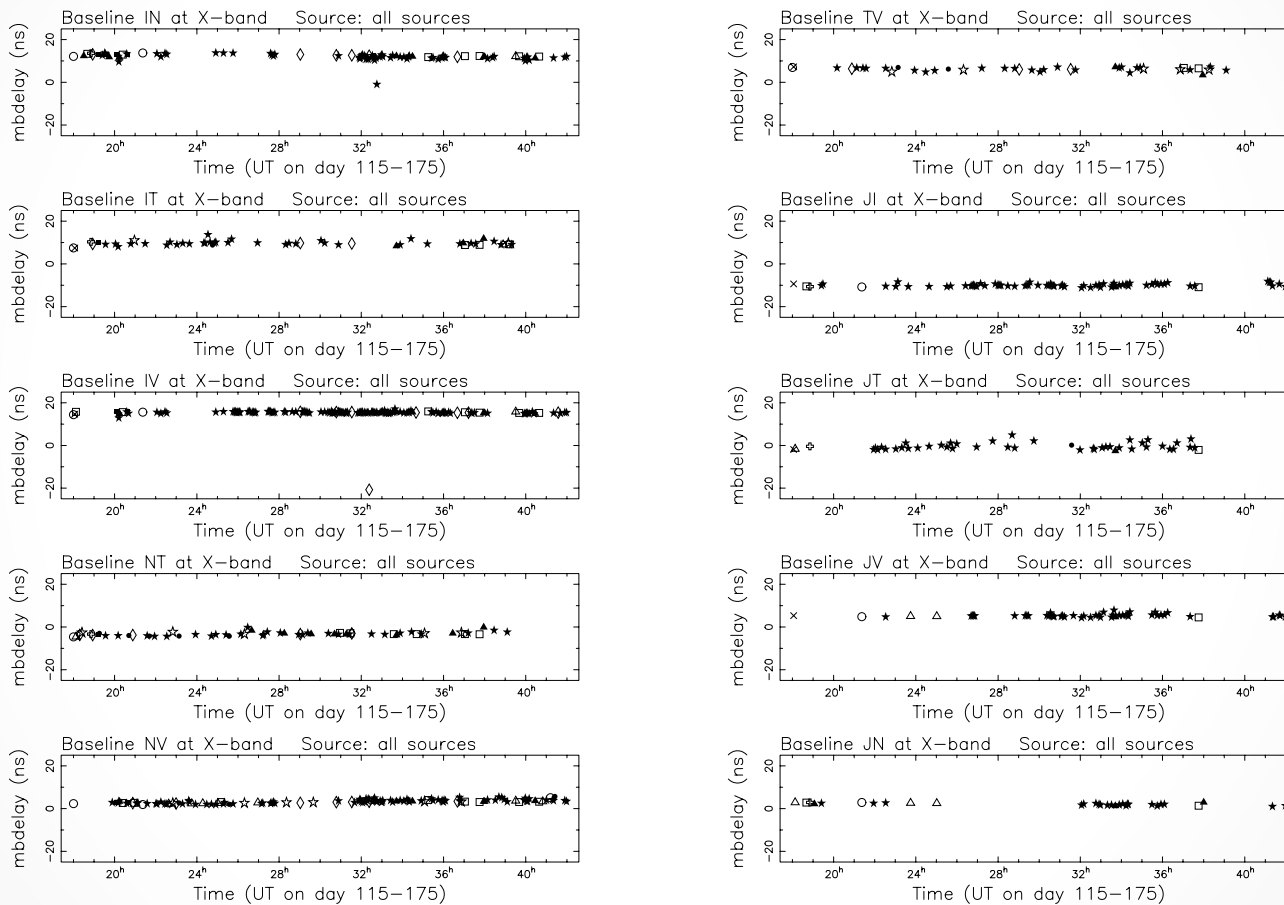 Baseline IN at X-band Source: all sources
mbdelay (ns)
20
0
-20
20h 24h 28h 32h 36h 40h
Time (UT on day 115-175)
Baseline IT at X-band Source: all sources
mbdelay (ns)
20
0
-20
20h 24h 28h 32h 36h 40h
Time (UT on day 115-175)
Baseline IV at X-band Source: all sources
mbdelay (ns)
20
0
-20
20h 24h 28h 32h 36h 40h
Time (UT on day 115-175)
Baseline NT at X-band Source: all sources
mbdelay (ns)
20
0
-20
20h 24h 28h 32h 36h 40h
Time (UT on day 115-175)
Baseline NV at X-band Source: all sources
mbdelay (ns)
20
0
-20
20h 24h 28h 32h 36h 40h
Time (UT on day 115-175)
Baseline TV at X-band Source: all sources
mbdelay (ns)
20
0
-20
20h 24h 28h 32h 36h 40h
Time (UT on day 115-175)
Baseline JI at X-band Source: all sources
mbdelay (ns)
20
0
-20
20h 24h 28h 32h 36h 40h
Time (UT on day 115-175)
Baseline JT at X-band Source: all sources
mbdelay (ns)
20
0
-20
20h 24h 28h 32h 36h 40h
Time (UT on day 115-175)
Baseline JV at X-band Source: all sources
mbdelay (ns)
20
0
-20
20h 24h 28h 32h 36h 40h
Time (UT on day 115-175)
Baseline JN at X-band Source: all sources
mbdelay (ns)
20
0
-20
20h 24h 28h 32h 36h 40h
Time (UT on day 115-175)